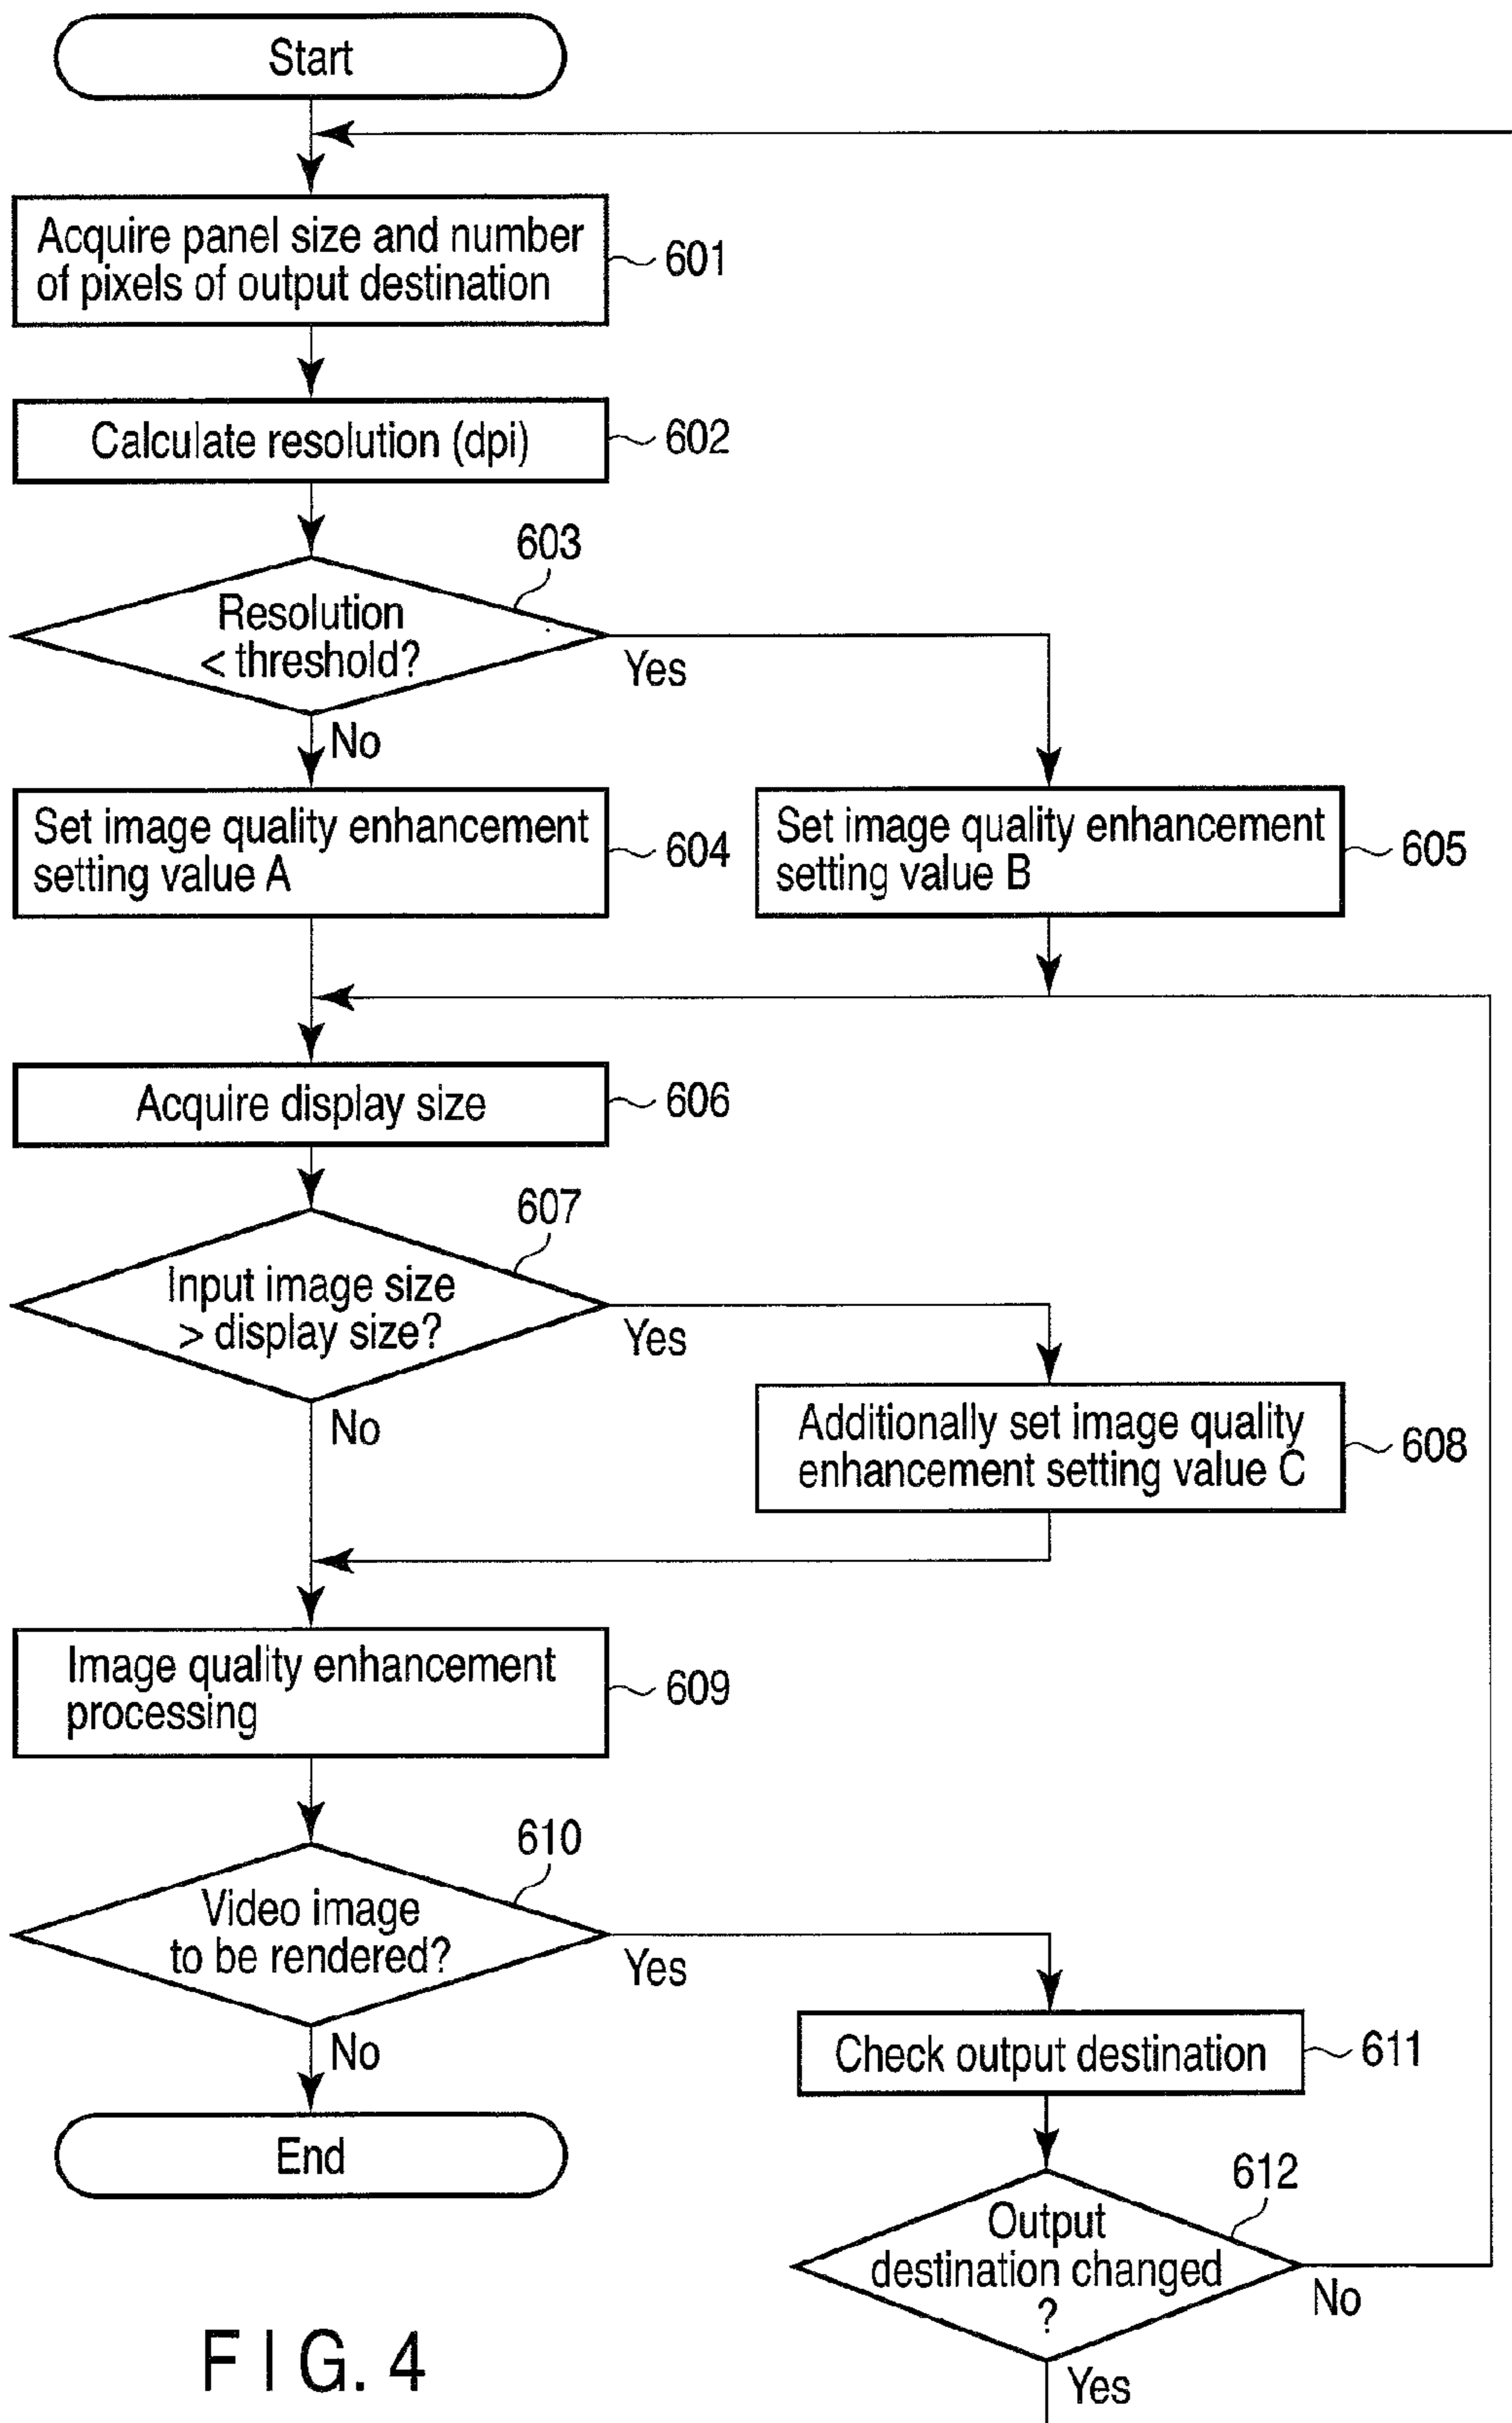 Start
Acquire panel size and number
of pixels of output destination
601
Calculate resolution (dpi)
602
603
Resolution
< threshold?
Yes
No
Set image quality enhancement
setting value A
604
Set image quality enhancement
setting value B
605
Acquire display size
606
607
Input image size
> display size?
Yes
No
Additionally set image quality
enhancement setting value C
608
Image quality enhancement
processing
609
610
Video image
to be rendered?
Yes
No
Check output destination
611
End
612
Output
destination changed
?
No
Yes
FIG. 4